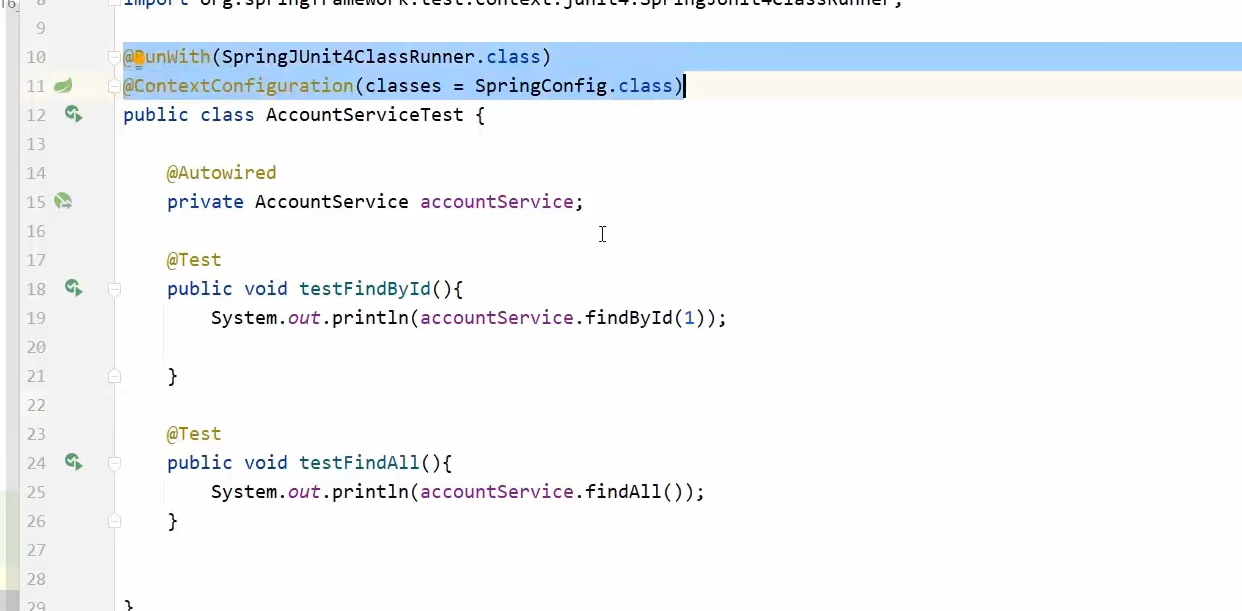 16
8 import org.springframework.test.context.junit4.SpringJUnit4ClassRunner;
9
10 @RunWith(SpringJUnit4ClassRunner.class)
11 @ContextConfiguration(classes = SpringConfig.class)
12 public class AccountServiceTest {
13
14 @Autowired
15 private AccountService accountService;
16
17 @Test
18 public void testFindById(){
19 System.out.println(accountService.findById(1));
20
21 }
22
23 @Test
24 public void testFindAll(){
25 System.out.println(accountService.findAll());
26 }
27
28
29 }